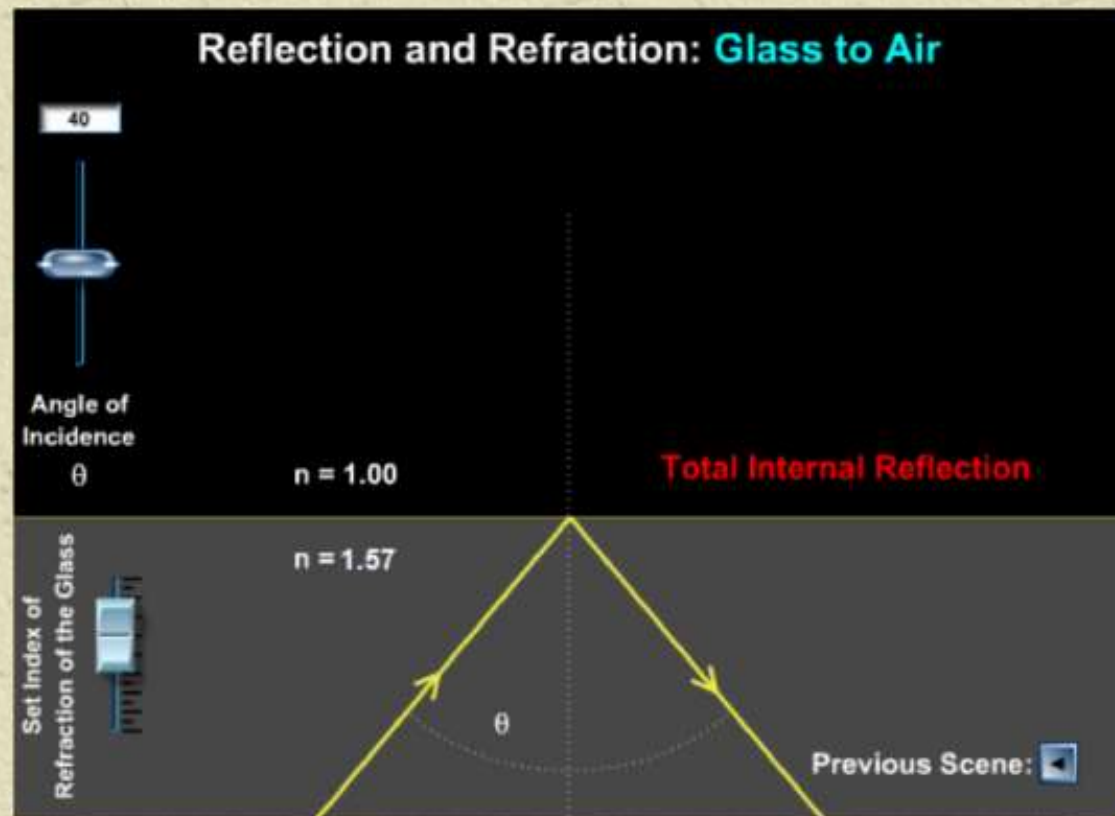 Reflection and Refraction: Glass to Air
40
Angle of
Incidence
θ
n = 1.00
Total Internal Reflection
n = 1.57
Set Index of
Refraction of the Glass
θ
Previous Scene: